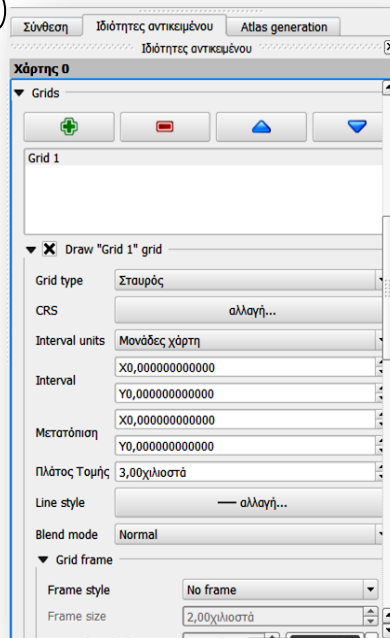 Σύνθεση Ιδιότητες αντικειμένου Atlas generation
Ιδιότητες αντικειμένου
Χάρτης 0
Grids
Grid 1
Draw "Grid 1" grid
Grid type Σταυρός
CRS αλλαγή...
Interval units Μονάδες χάρτη
Interval X0,000000000000
Y0,000000000000
Μετατόπιση X0,000000000000
Y0,000000000000
Πλάτος Τομής 3,00χιλιοστά
Line style αλλαγή...
Blend mode Normal
Grid frame
Frame style No frame
Frame size 2,00χιλιοστά